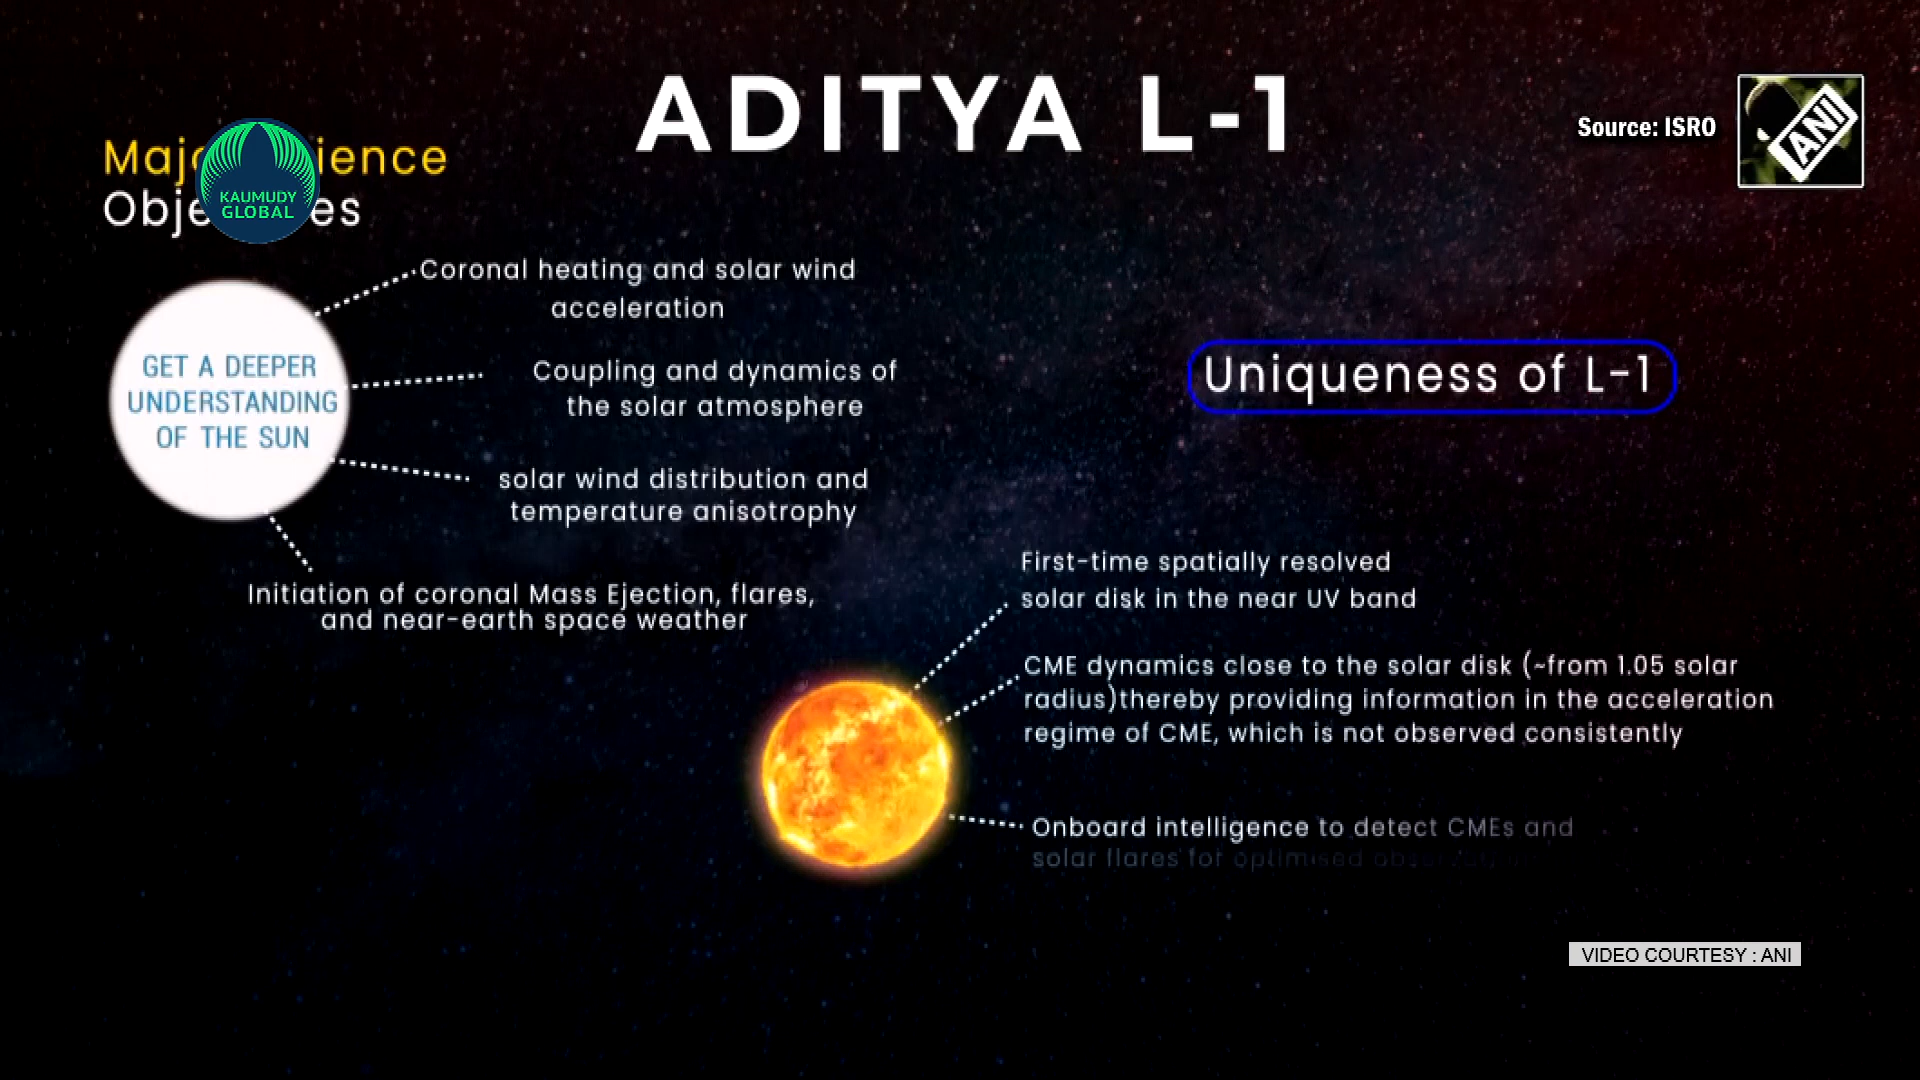 ADITYA L-1
Source: ISRO
ANI
KAUMUDY
GLOBAL
GET A DEEPER
UNDERSTANDING
OF THE SUN
Coronal heating and solar wind
acceleration
Coupling and dynamics of
the solar atmosphere
solar wind distribution and
temperature anisotrophy
Initiation of coronal Mass Ejection, flares,
and near-earth space weather
Uniqueness of L-1
First-time spatially resolved
solar disk in the near UV band
CME dynamics close to the solar disk (~from 1.05 solar
radius)thereby providing information in the acceleration
regime of CME, which is not observed consistently
Onboard intelligence to detect CMEs and
solar flares for optimised
VIDEO COURTESY : ANI